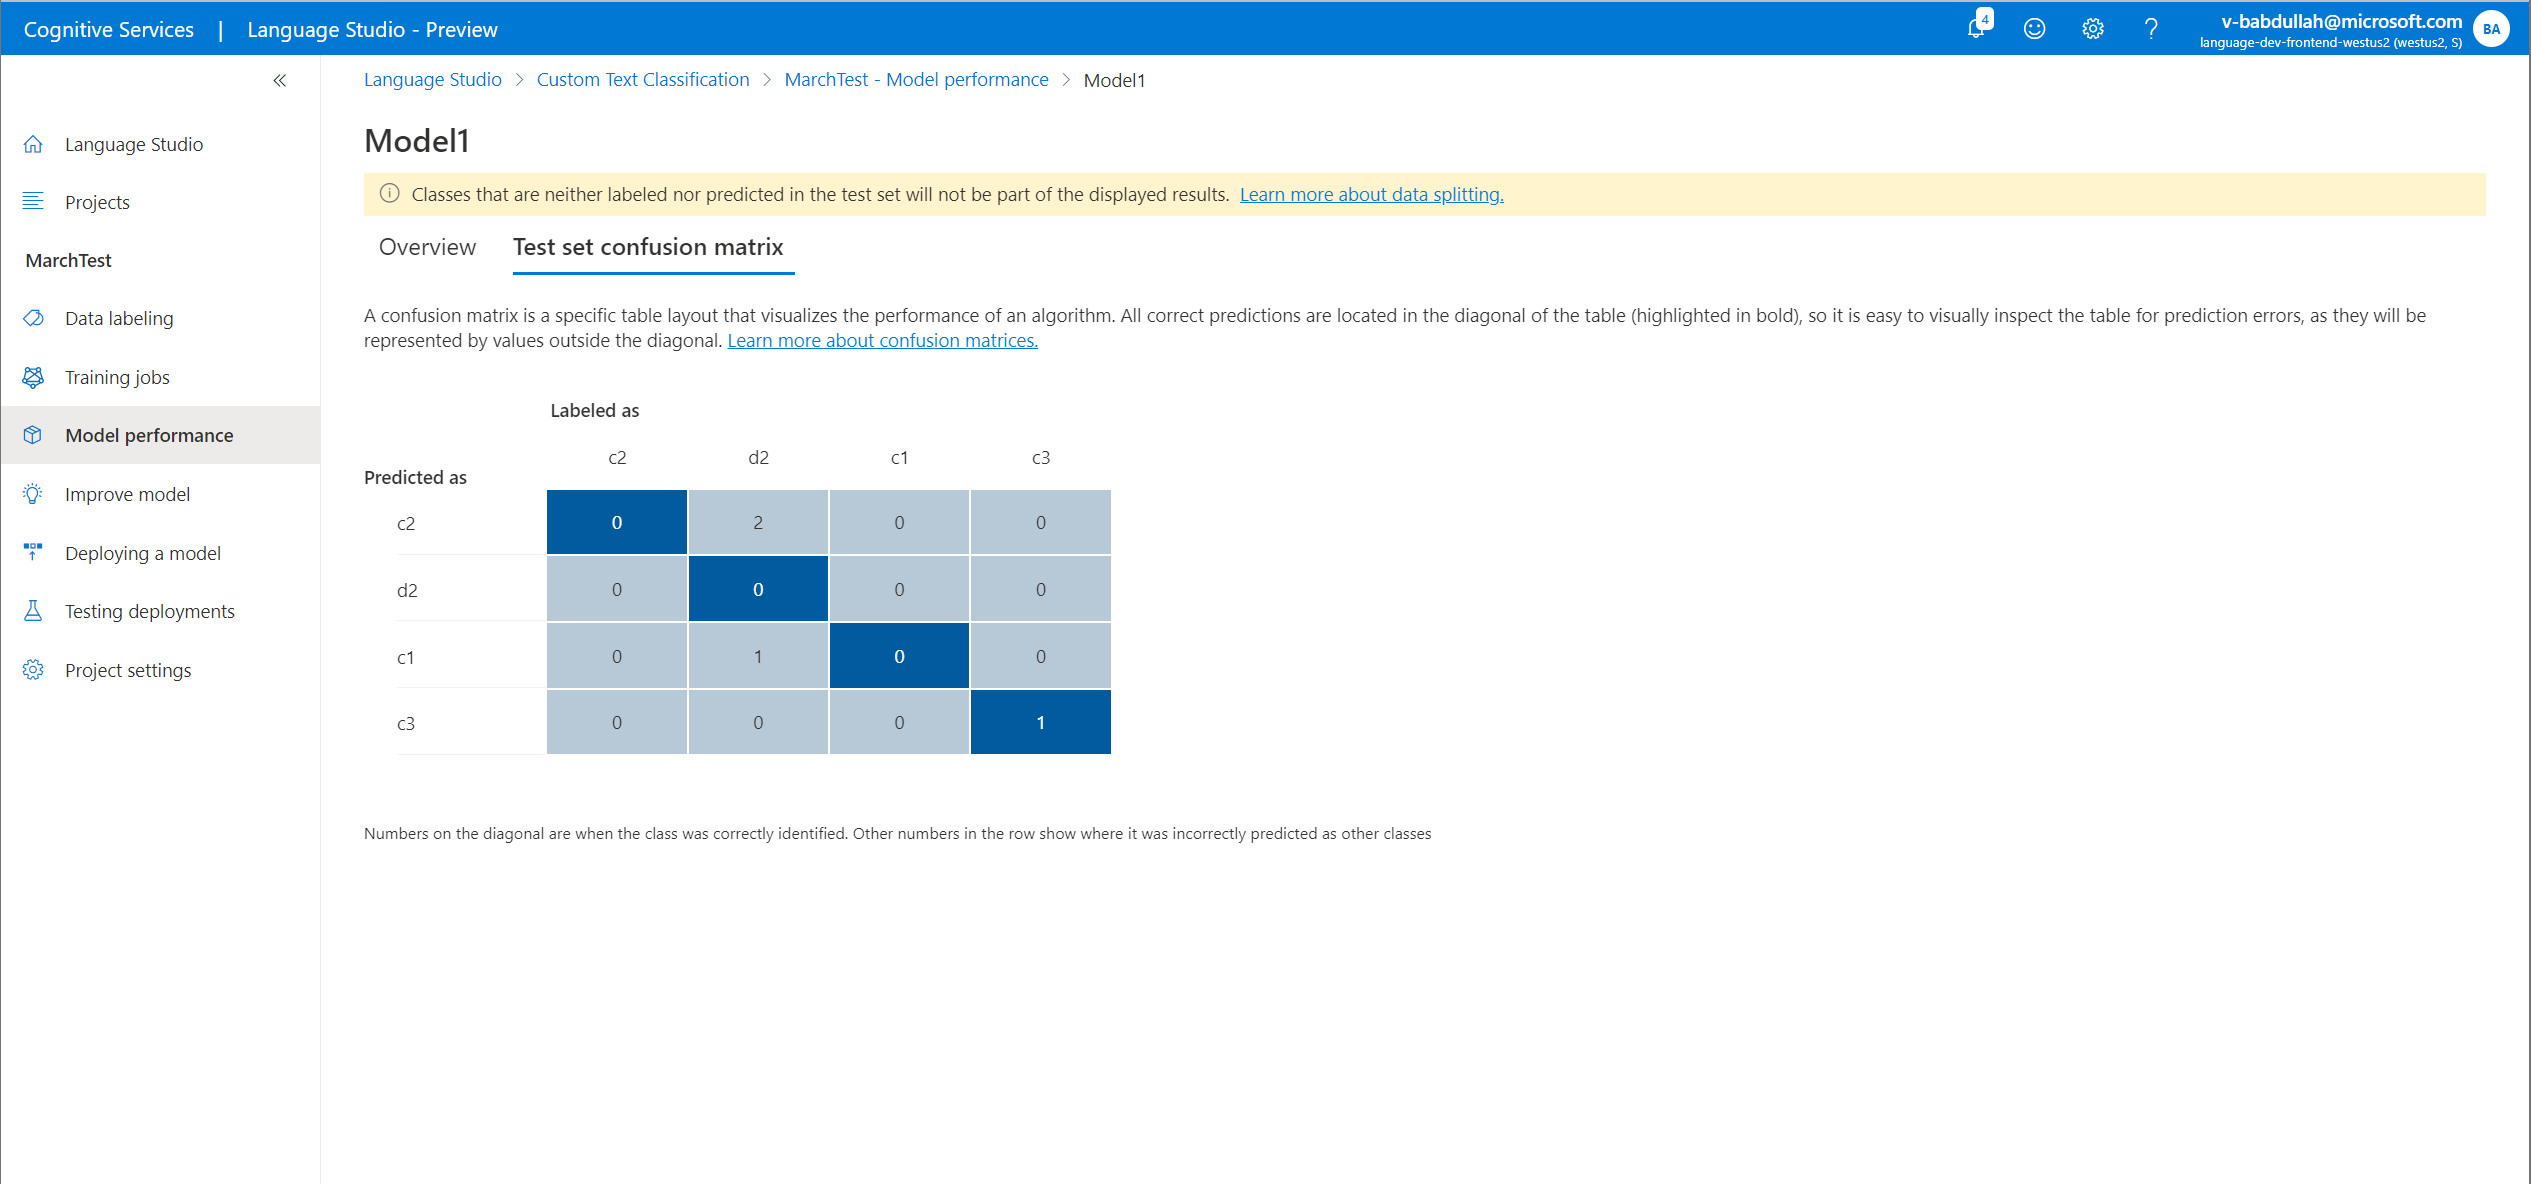 Cognitive Services | Language Studio - Preview
4
v-babdullah@microsoft.com
language-dev-frontend-westus2 (westus2, S)
BA
Language Studio > Custom Text Classification > MarchTest - Model performance > Model1
Language Studio
Projects
MarchTest
Data labeling
Training jobs
Model performance
Improve model
Deploying a model
Testing deployments
Project settings
Model1
Classes that are neither labeled nor predicted in the test set will not be part of the displayed results. Learn more about data splitting.
Overview Test set confusion matrix
A confusion matrix is a specific table layout that visualizes the performance of an algorithm. All correct predictions are located in the diagonal of the table (highlighted in bold), so it is easy to visually inspect the table for prediction errors, as they will be
represented by values outside the diagonal. Learn more about confusion matrices.
Labeled as
c2 d2 c1 c3
Predicted as
c2 0 2 0 0
d2 0 0 0 0
c1 0 1 0 0
c3 0 0 0 1
Numbers on the diagonal are when the class was correctly identified. Other numbers in the row show where it was incorrectly predicted as other classes